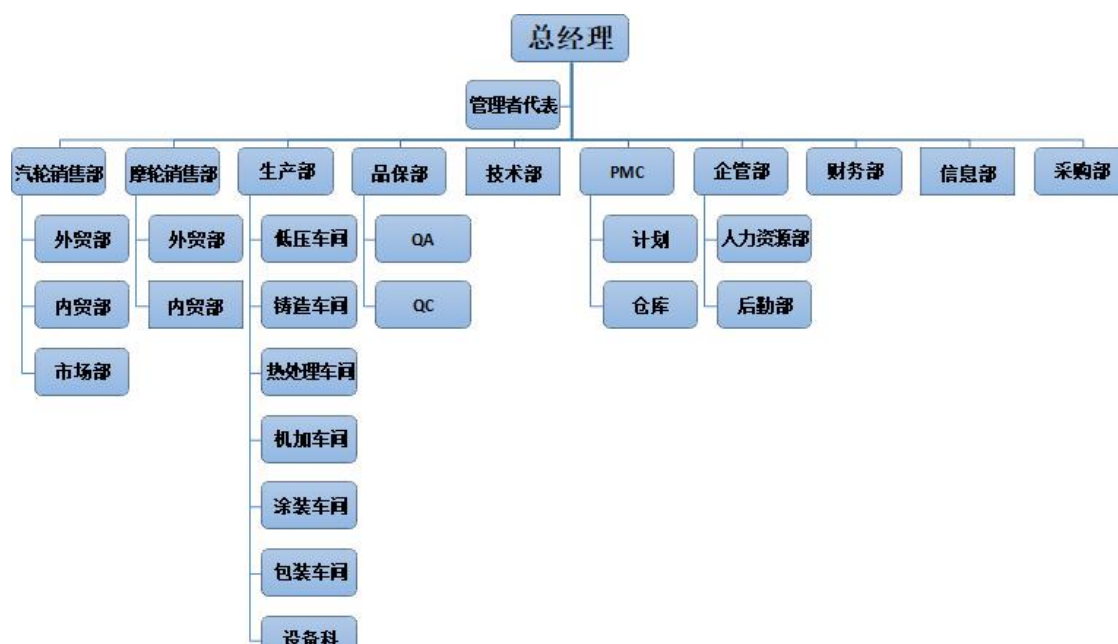 总经理
管理者代表
汽轮销售部
摩轮销售部
生产部
品保部
技术部
PMC
企管部
财务部
信息部
采购部
外贸部
外贸部
低压车间
QA
计划
人力资源部
内贸部
内贸部
铸造车间
QC
仓库
后勤部
市场部
热处理车间
机加车间
涂装车间
包装车间
设备科